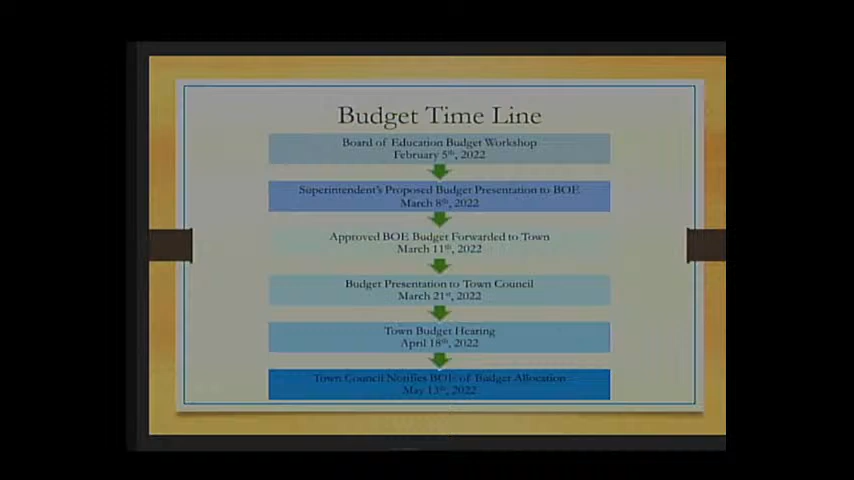 Budget Time Line
Board of Education Budget Workshop
February 5th, 2022
Superintendent's Proposed Budget Presentation to BOE
March 8th, 2022
Approved BOE Budget Forwarded to Town
March 11th, 2022
Budget Presentation to Town Council
March 21st, 2022
Town Budget Hearing
April 18th, 2022
Town Council Notifies BOE of Budget Allocation
May 13th, 2022